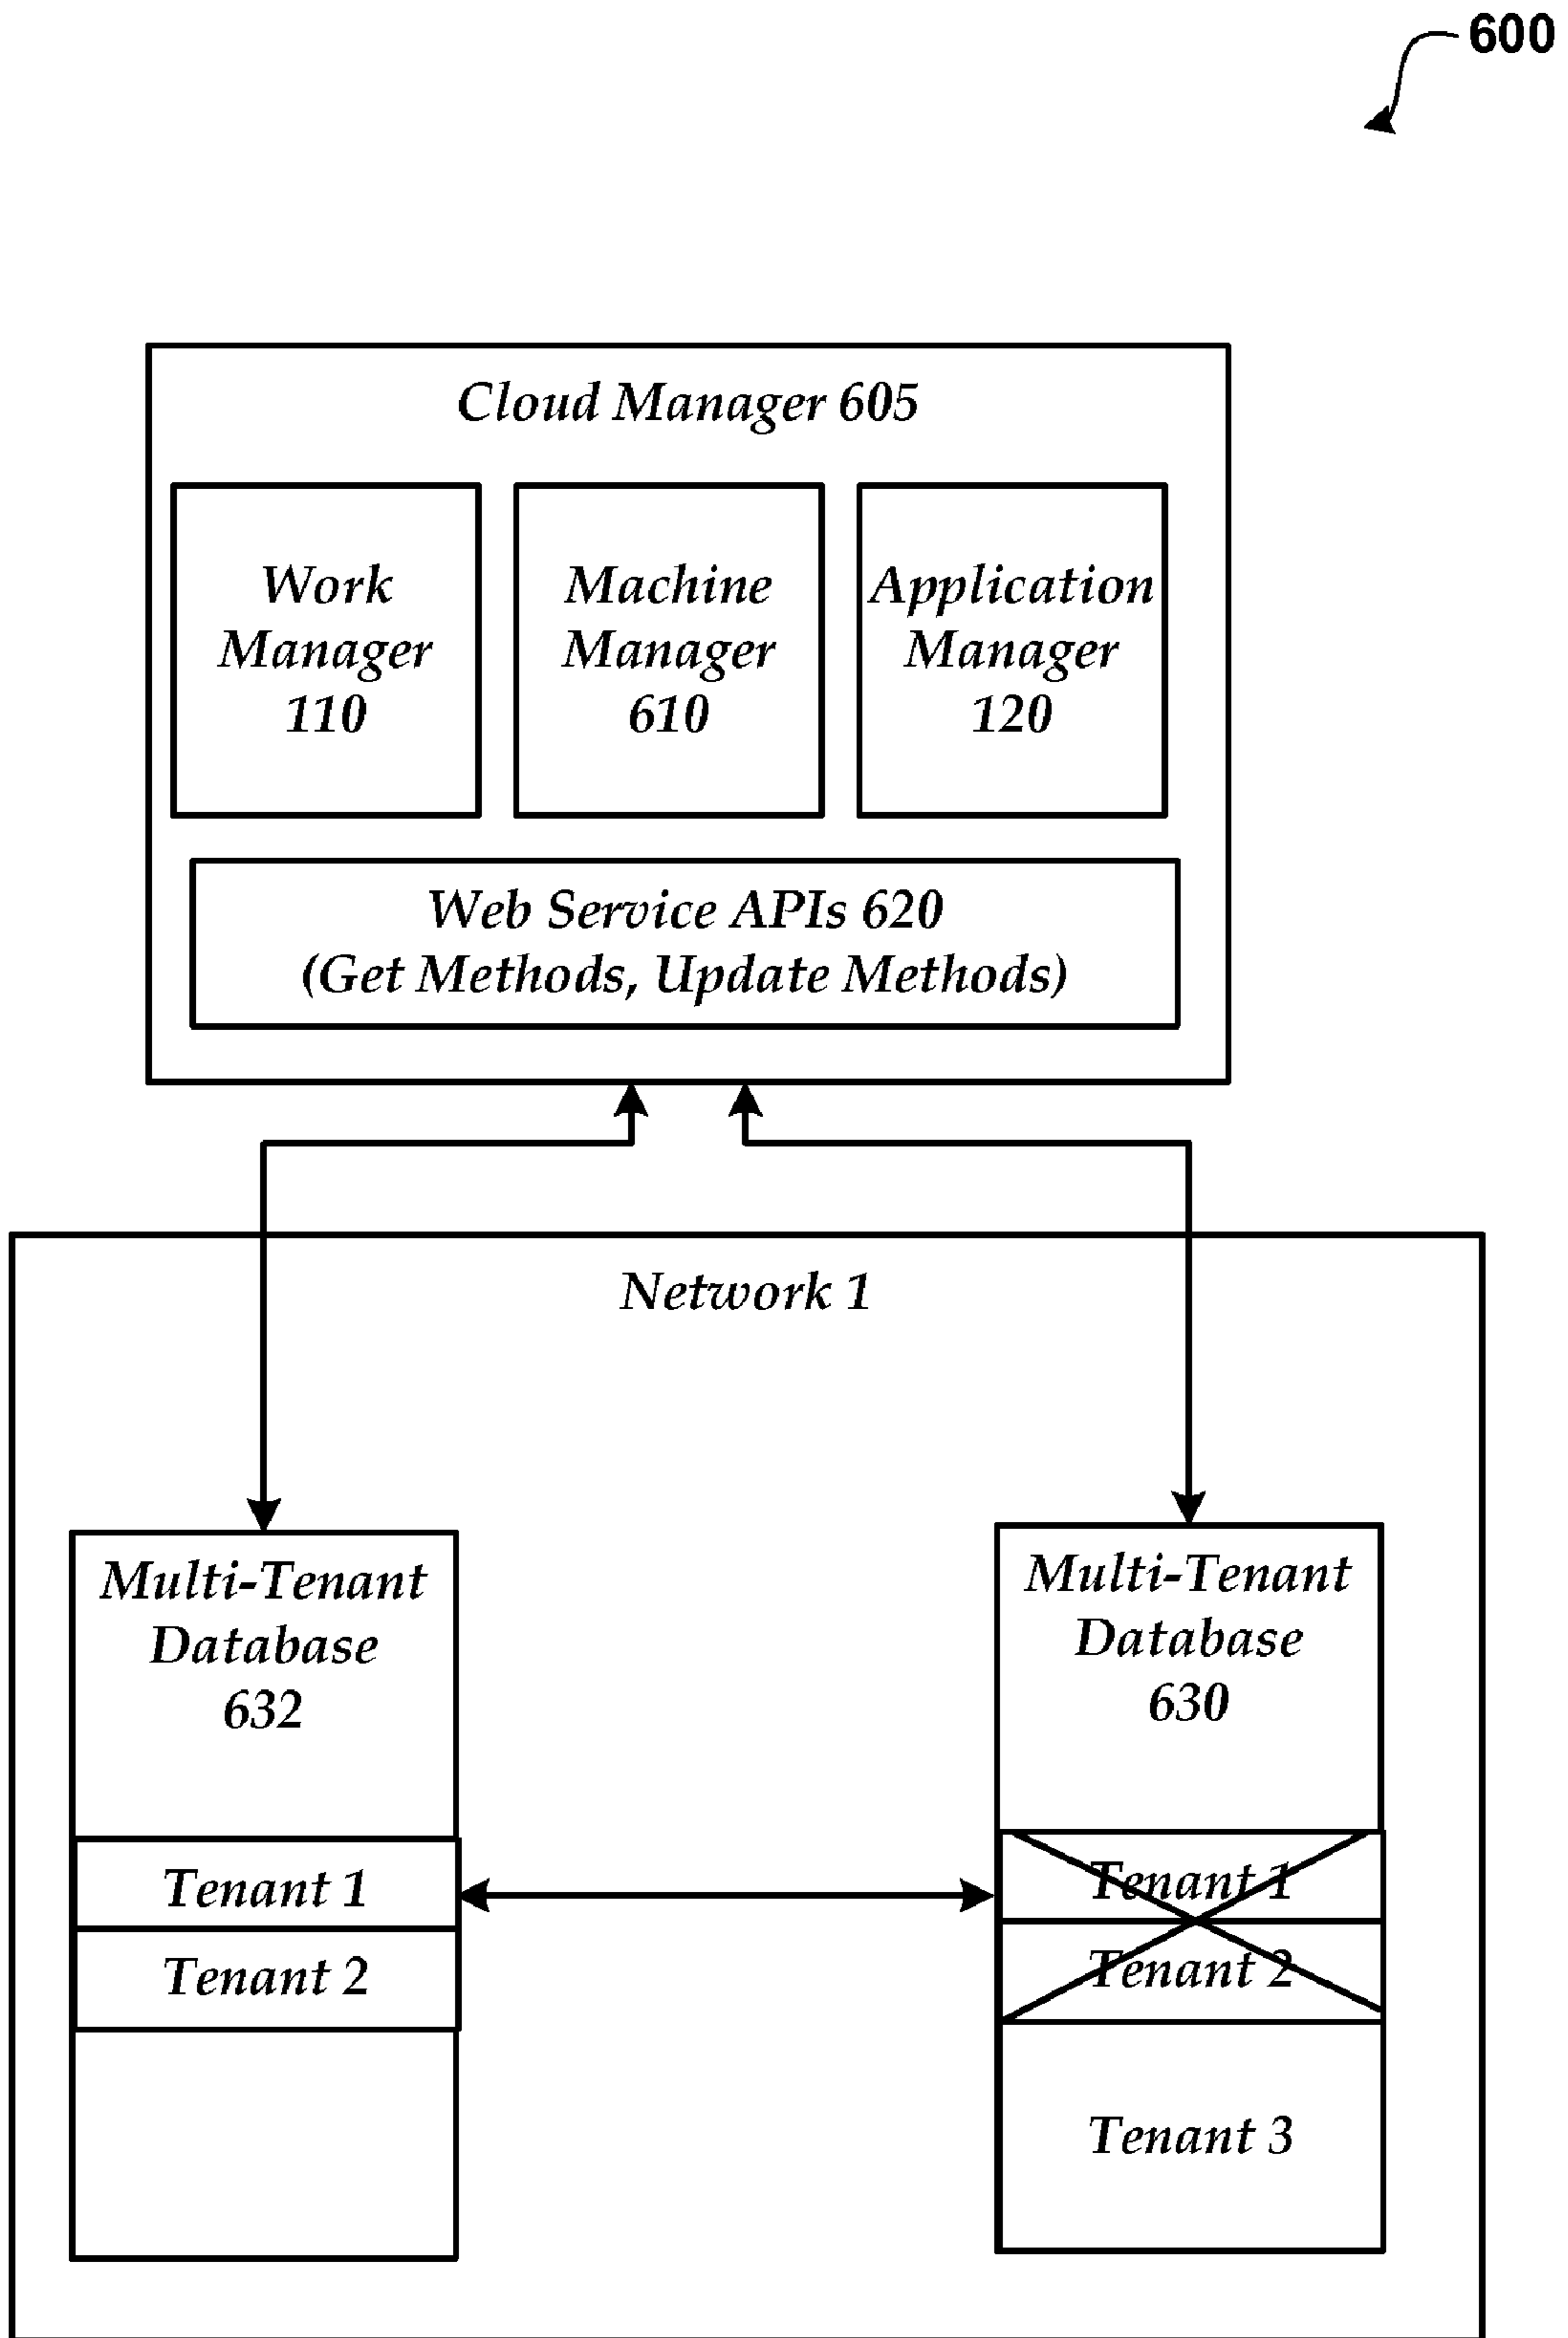 600
Cloud Manager 605
Work
Manager
110
Machine
Manager
610
Application
Manager
120
Web Service APIs 620
(Get Methods, Update Methods)
Network 1
Multi-Tenant
Database
632
Tenant 1
Tenant 2
Multi-Tenant
Database
630
Tenant 1
Tenant 2
Tenant 3